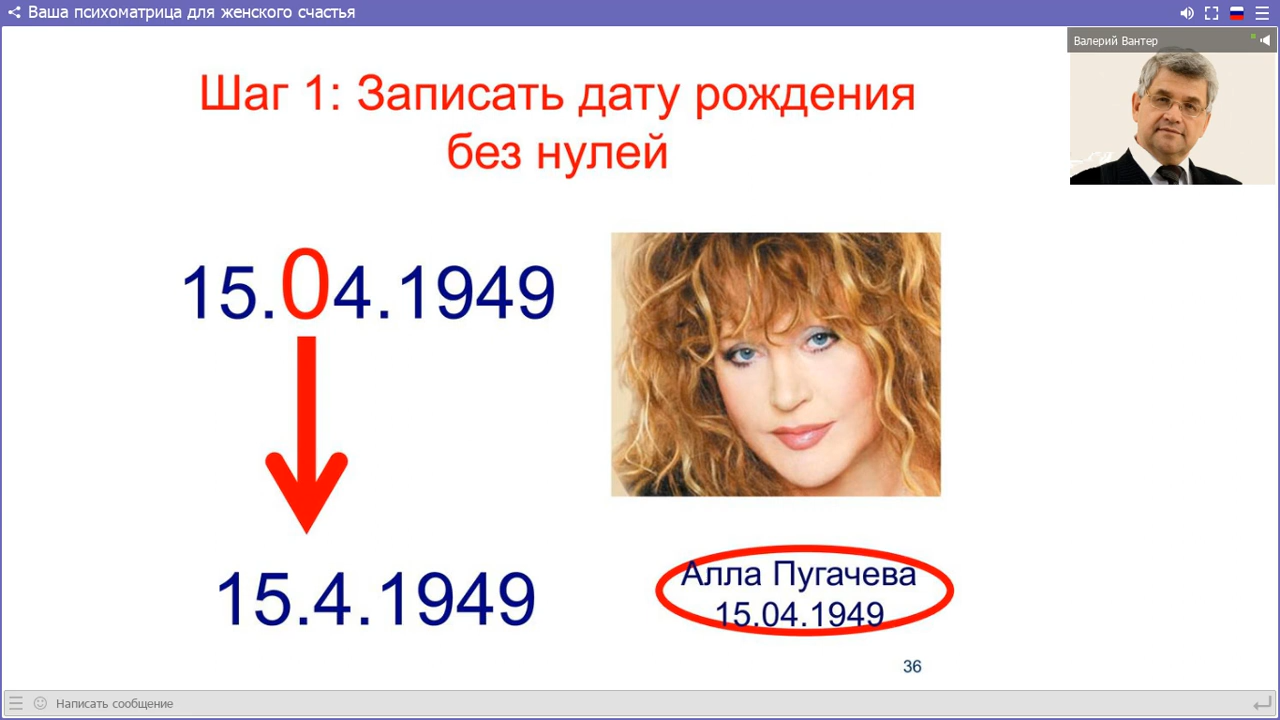 Ваша психоматрица для женского счастья
Валерий Вантер
Шаг 1: Записать дату рождения
без нулей
15.04.1949
15.4.1949
Алла Пугачева
15.04.1949
36
Написать сообщение